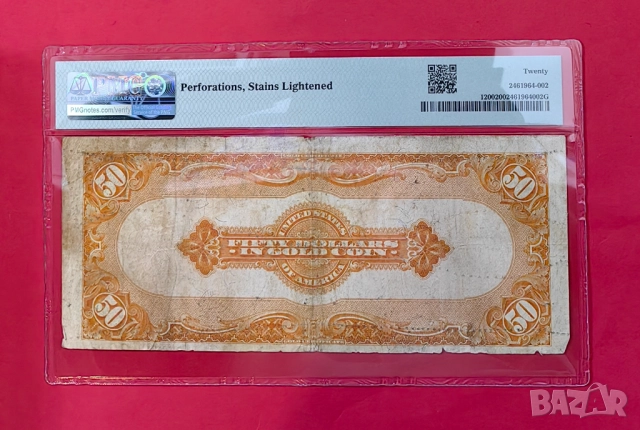 PMG
PMGnotes.com/verify
Perforations, Stains Lightened
Twenty
2461964-002
12002002461964002G
50
50
UNITED STATES
FIFTY DOLLARS
IN GOLD COIN
OF AMERICA
50
50
BAZAR